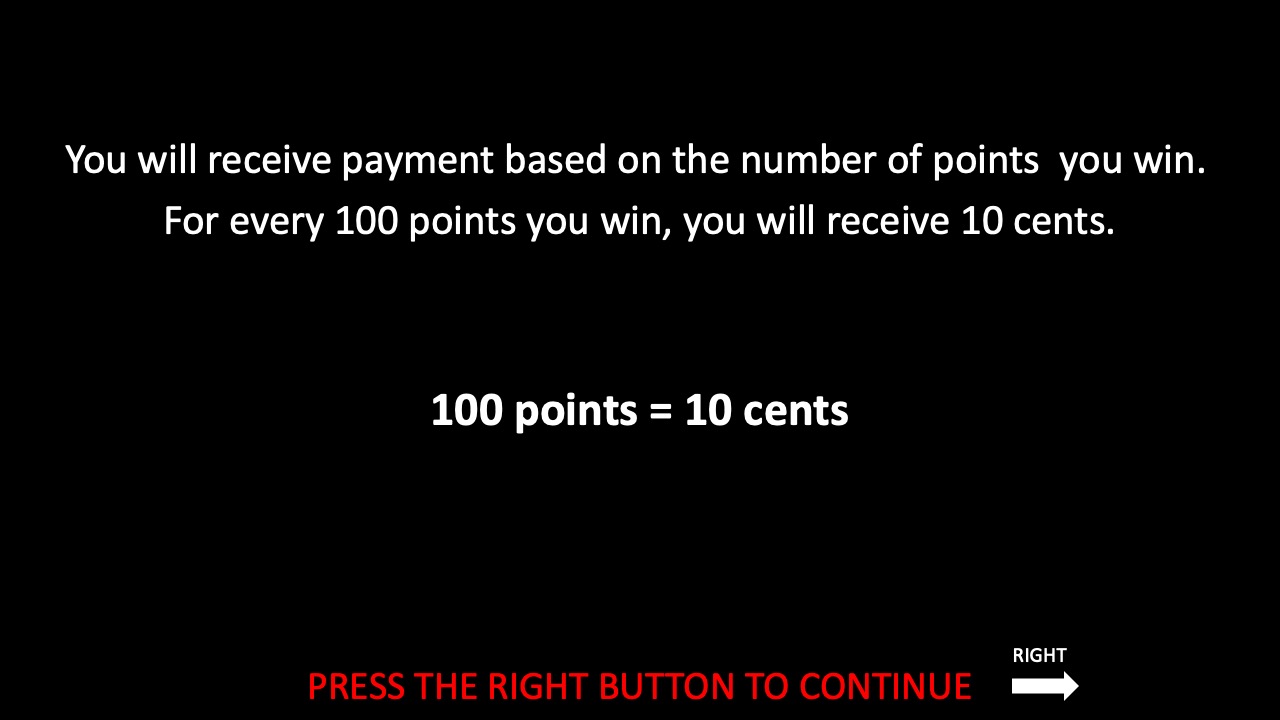 You will receive payment based on the number of points  you win.
For every 100 points you win, you will receive 10 cents.
100 points = 10 cents
RIGHT
PRESS THE RIGHT BUTTON TO CONTINUE